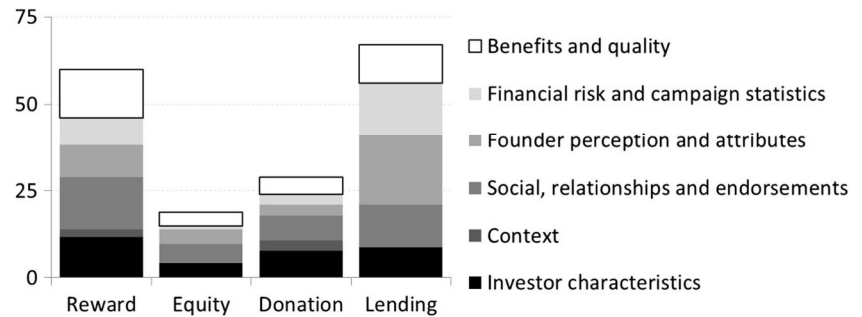 75
50
25
0
Reward Equity Donation Lending
Benefits and quality
Financial risk and campaign statistics
Founder perception and attributes
Social, relationships and endorsements
Context
Investor characteristics